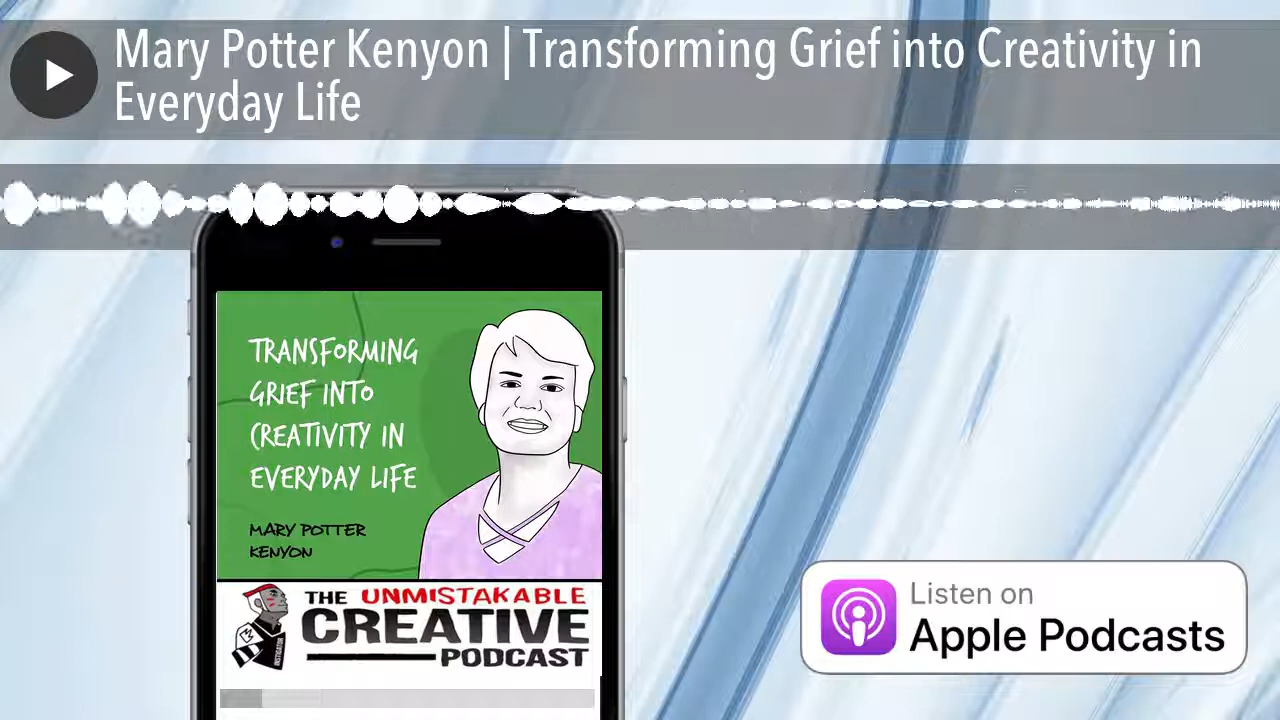 Mary Potter Kenyon | Transforming Grief into Creativity in
Everyday Life
TRANSFORMING
GRIEF INTO
CREATIVITY IN
EVERYDAY LIFE
MARY POTTER
KENYON
THE UNMISTAKABLE
CREATIVE
PODCAST
INSTIGATOR
Listen on
Apple Podcasts